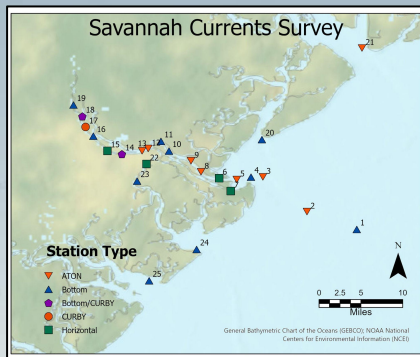 Savannah Currents Survey
21
19
18
17
16
11
20
13 12
10
15
14
9
22
8
6
5
4
3
23
7
2
1
24
25
N
Station Type
ATON
Bottom
Bottom/CURBY
CURBY
Horizontal
0 2.5 5 10
Miles
General Bathymetric Chart of the Oceans (GEBCO); NOAA National
Centers for Environmental Information (NCEI)